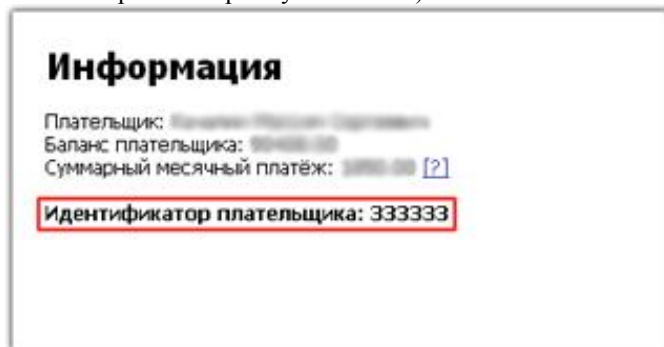 Информация
Плательщик:
Баланс плательщика:
Суммарный месячный платёж: [?]
Идентификатор плательщика: 333333